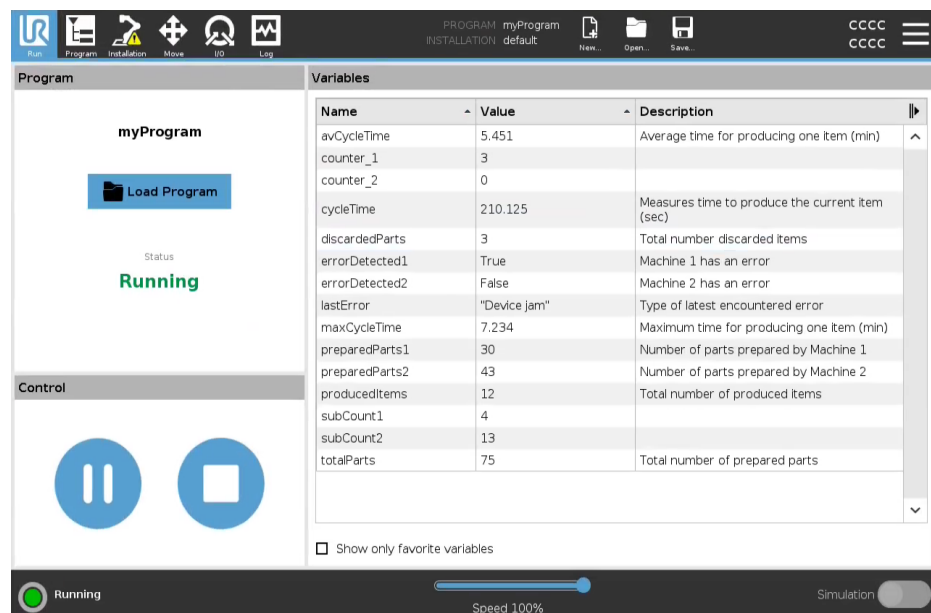 UR
PROGRAM myProgram
INSTALLATION default
CCCC
CCCC
Run Program Installation Move I/O Log New... Open... Save...
Program
myProgram
Load Program
Status
Running
Control
Variables
Name Value Description
avCycleTime 5.451 Average time for producing one item (min)
counter_1 3
counter_2 0
cycleTime 210.125 Measures time to produce the current item
(sec)
discardedParts 3 Total number discarded items
errorDetected1 True Machine 1 has an error
errorDetected2 False Machine 2 has an error
lastError "Device jam" Type of latest encountered error
maxCycleTime 7.234 Maximum time for producing one item (min)
preparedParts1 30 Number of parts prepared by Machine 1
preparedParts2 43 Number of parts prepared by Machine 2
producedItems 12 Total number of produced items
subCount1 4
subCount2 13
totalParts 75 Total number of prepared parts
Show only favorite variables
Running
Speed 100%
Simulation